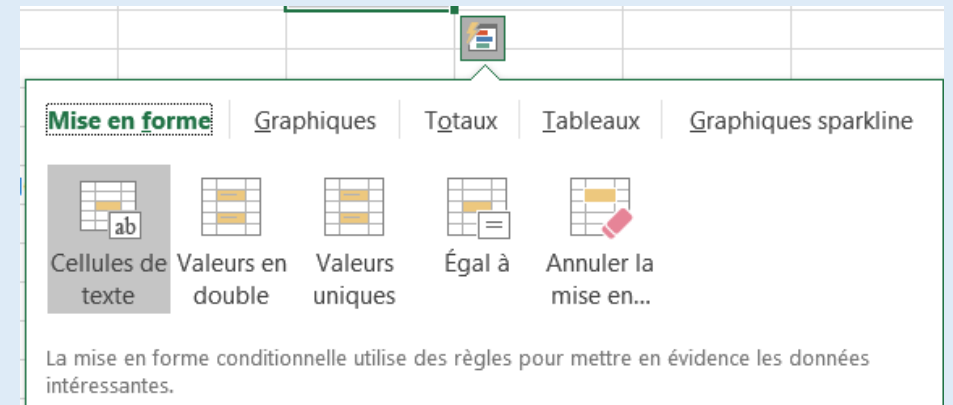 Mise en forme Graphiques Totaux Tableaux Graphiques sparkline
ab
Cellules de texte
Valeurs en double
Valeurs uniques
=
Égal à
Annuler la mise en...
La mise en forme conditionnelle utilise des règles pour mettre en évidence les données
intéressantes.